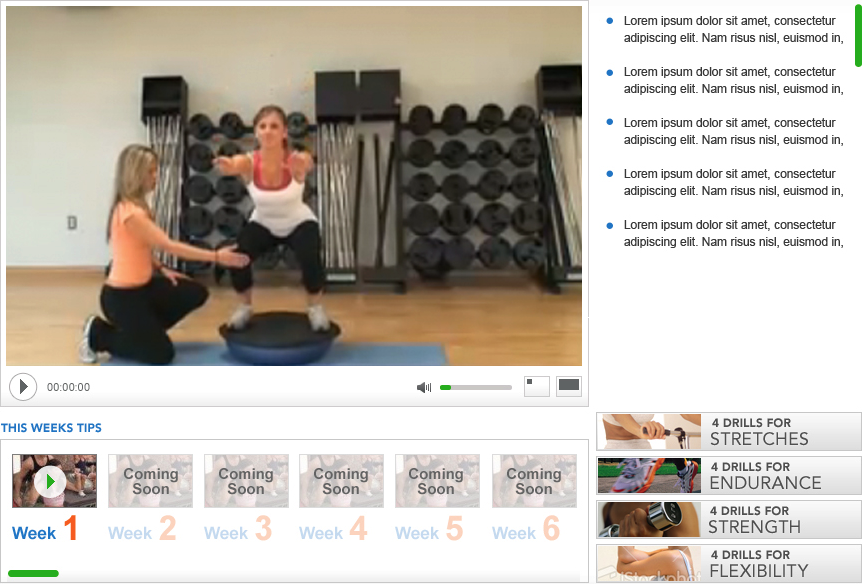 Lorem ipsum dolor sit amet, consectetur
adipiscing elit. Nam risus nisl, euismod in,
Lorem ipsum dolor sit amet, consectetur
adipiscing elit. Nam risus nisl, euismod in,
Lorem ipsum dolor sit amet, consectetur
adipiscing elit. Nam risus nisl, euismod in,
Lorem ipsum dolor sit amet, consectetur
adipiscing elit. Nam risus nisl, euismod in,
Lorem ipsum dolor sit amet, consectetur
adipiscing elit. Nam risus nisl, euismod in,
00:00:00
THIS WEEKS TIPS
Coming
Soon
Coming
Soon
Coming
Soon
Coming
Soon
Coming
Soon
Week 1
Week 2
Week 3
Week 4
Week 5
Week 6
4 DRILLS FOR
STRETCHES
4 DRILLS FOR
ENDURANCE
4 DRILLS FOR
STRENGTH
4 DRILLS FOR
FLEXIBILITY